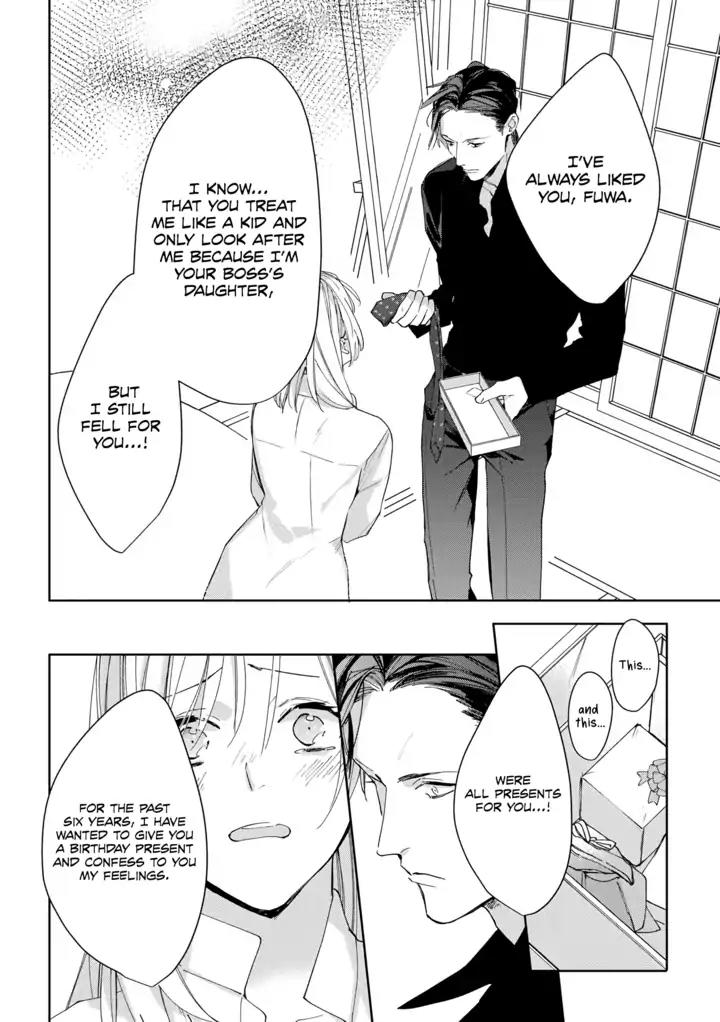 I'VE
ALWAYS LIKED
YOU, FUWA.
I KNOW...
THAT YOU TREAT
ME LIKE A KID AND
ONLY LOOK AFTER
ME BECAUSE I'M
YOUR BOSS'S
DAUGHTER,
BUT
I STILL
FELL FOR
YOU...!
This...
and
this...
WERE
ALL PRESENTS
FOR YOU...!
FOR THE PAST
SIX YEARS, I HAVE
WANTED TO GIVE YOU
A BIRTHDAY PRESENT
AND CONFESS TO YOU
MY FEELINGS.